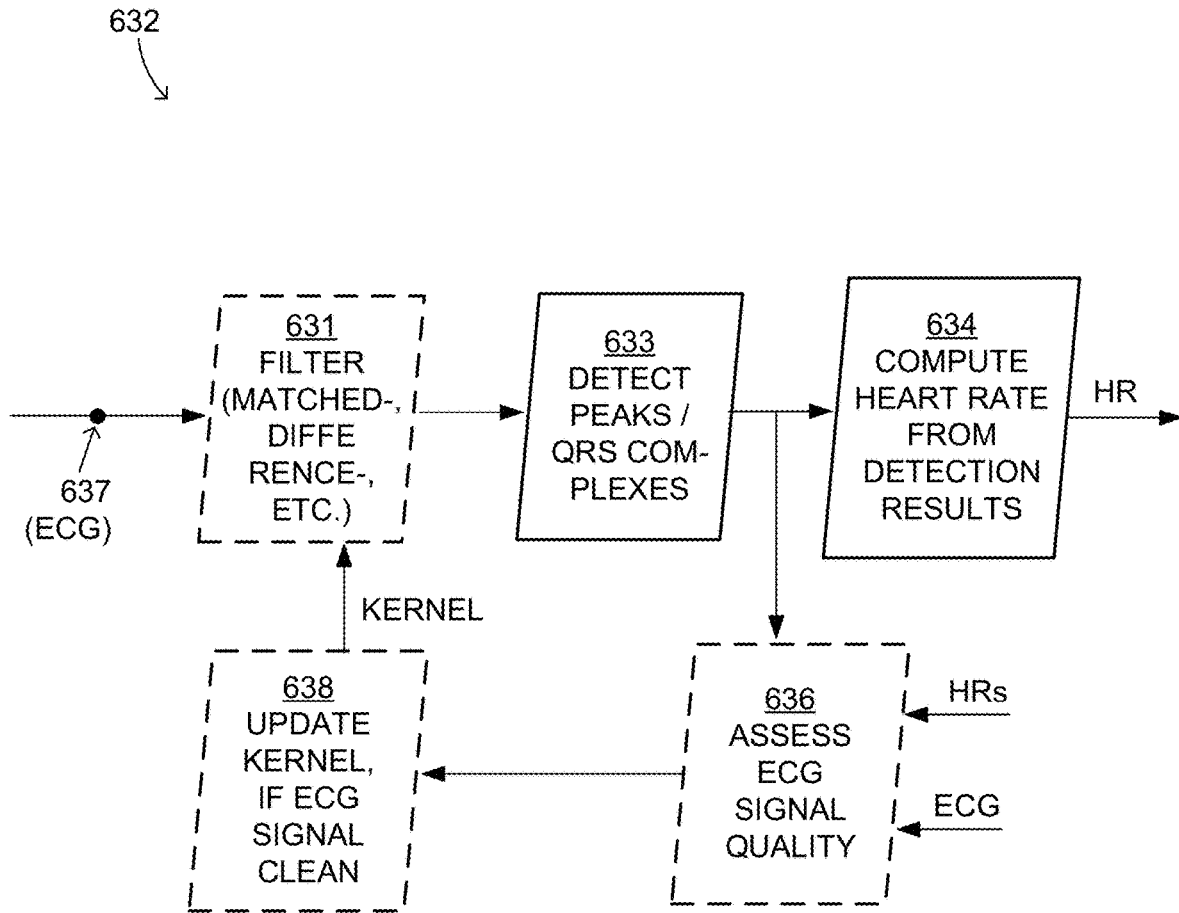 632
631
FILTER
(MATCHED-,
DIFFE
RENCE-,
ETC.)
633
DETECT
PEAKS /
QRS COM-
PLEXES
634
COMPUTE
HEART RATE
FROM
DETECTION
RESULTS
HR
637
(ECG)
KERNEL
638
UPDATE
KERNEL,
IF ECG
SIGNAL
CLEAN
636
ASSESS
ECG
SIGNAL
QUALITY
HRs
ECG